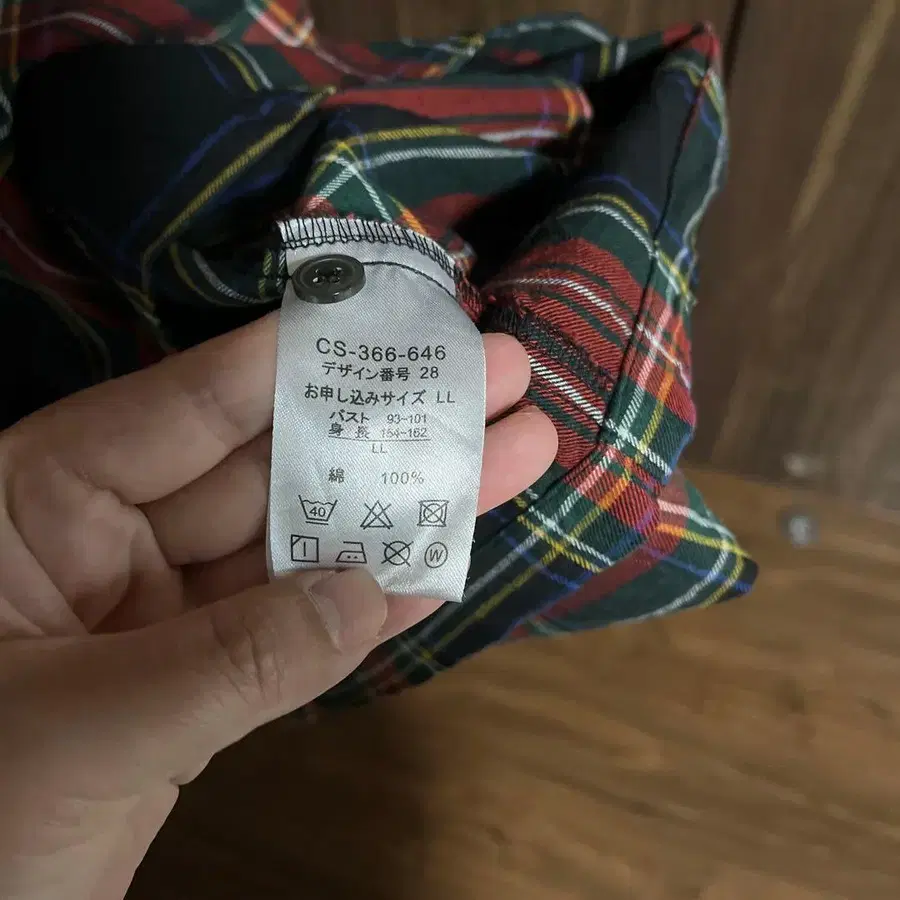 CS-366-646
デザイン番号 28
お申し込みサイズ LL
バスト 93-101
身長 154-162
LL
綿 100%
40
W